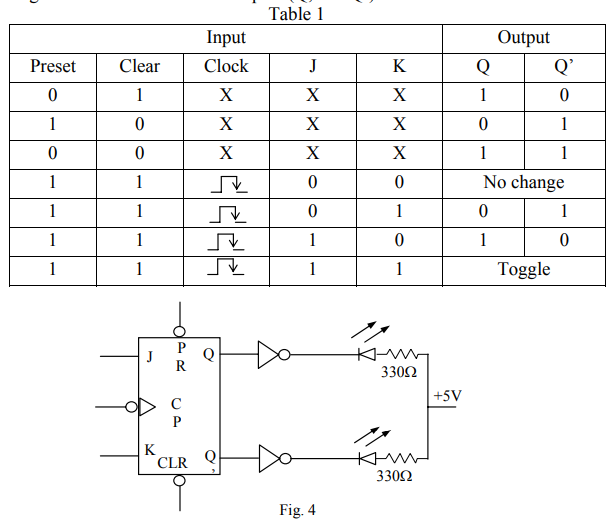 Table 1
Input Output
Preset Clear Clock J K Q Q’
0 1 X X X 1 0
1 0 X X X 0 1
0 0 X X X 1 1
1 1 0 0 No change
1 1 0 1 0 1
1 1 1 0 1 0
1 1 1 1 Toggle
J
P
R
Q
330Ω
+5V
C
P
K
CLR
Q
’
330Ω
Fig. 4